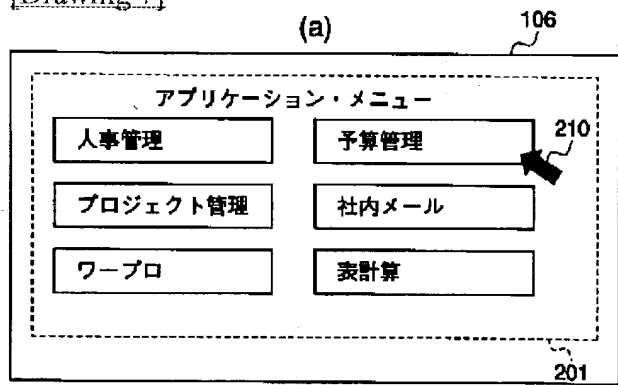 [Drawing 7]
(a)
106
アプリケーション・メニュー
人事管理
予算管理
210
プロジェクト管理
社内メール
ワープロ
表計算
201